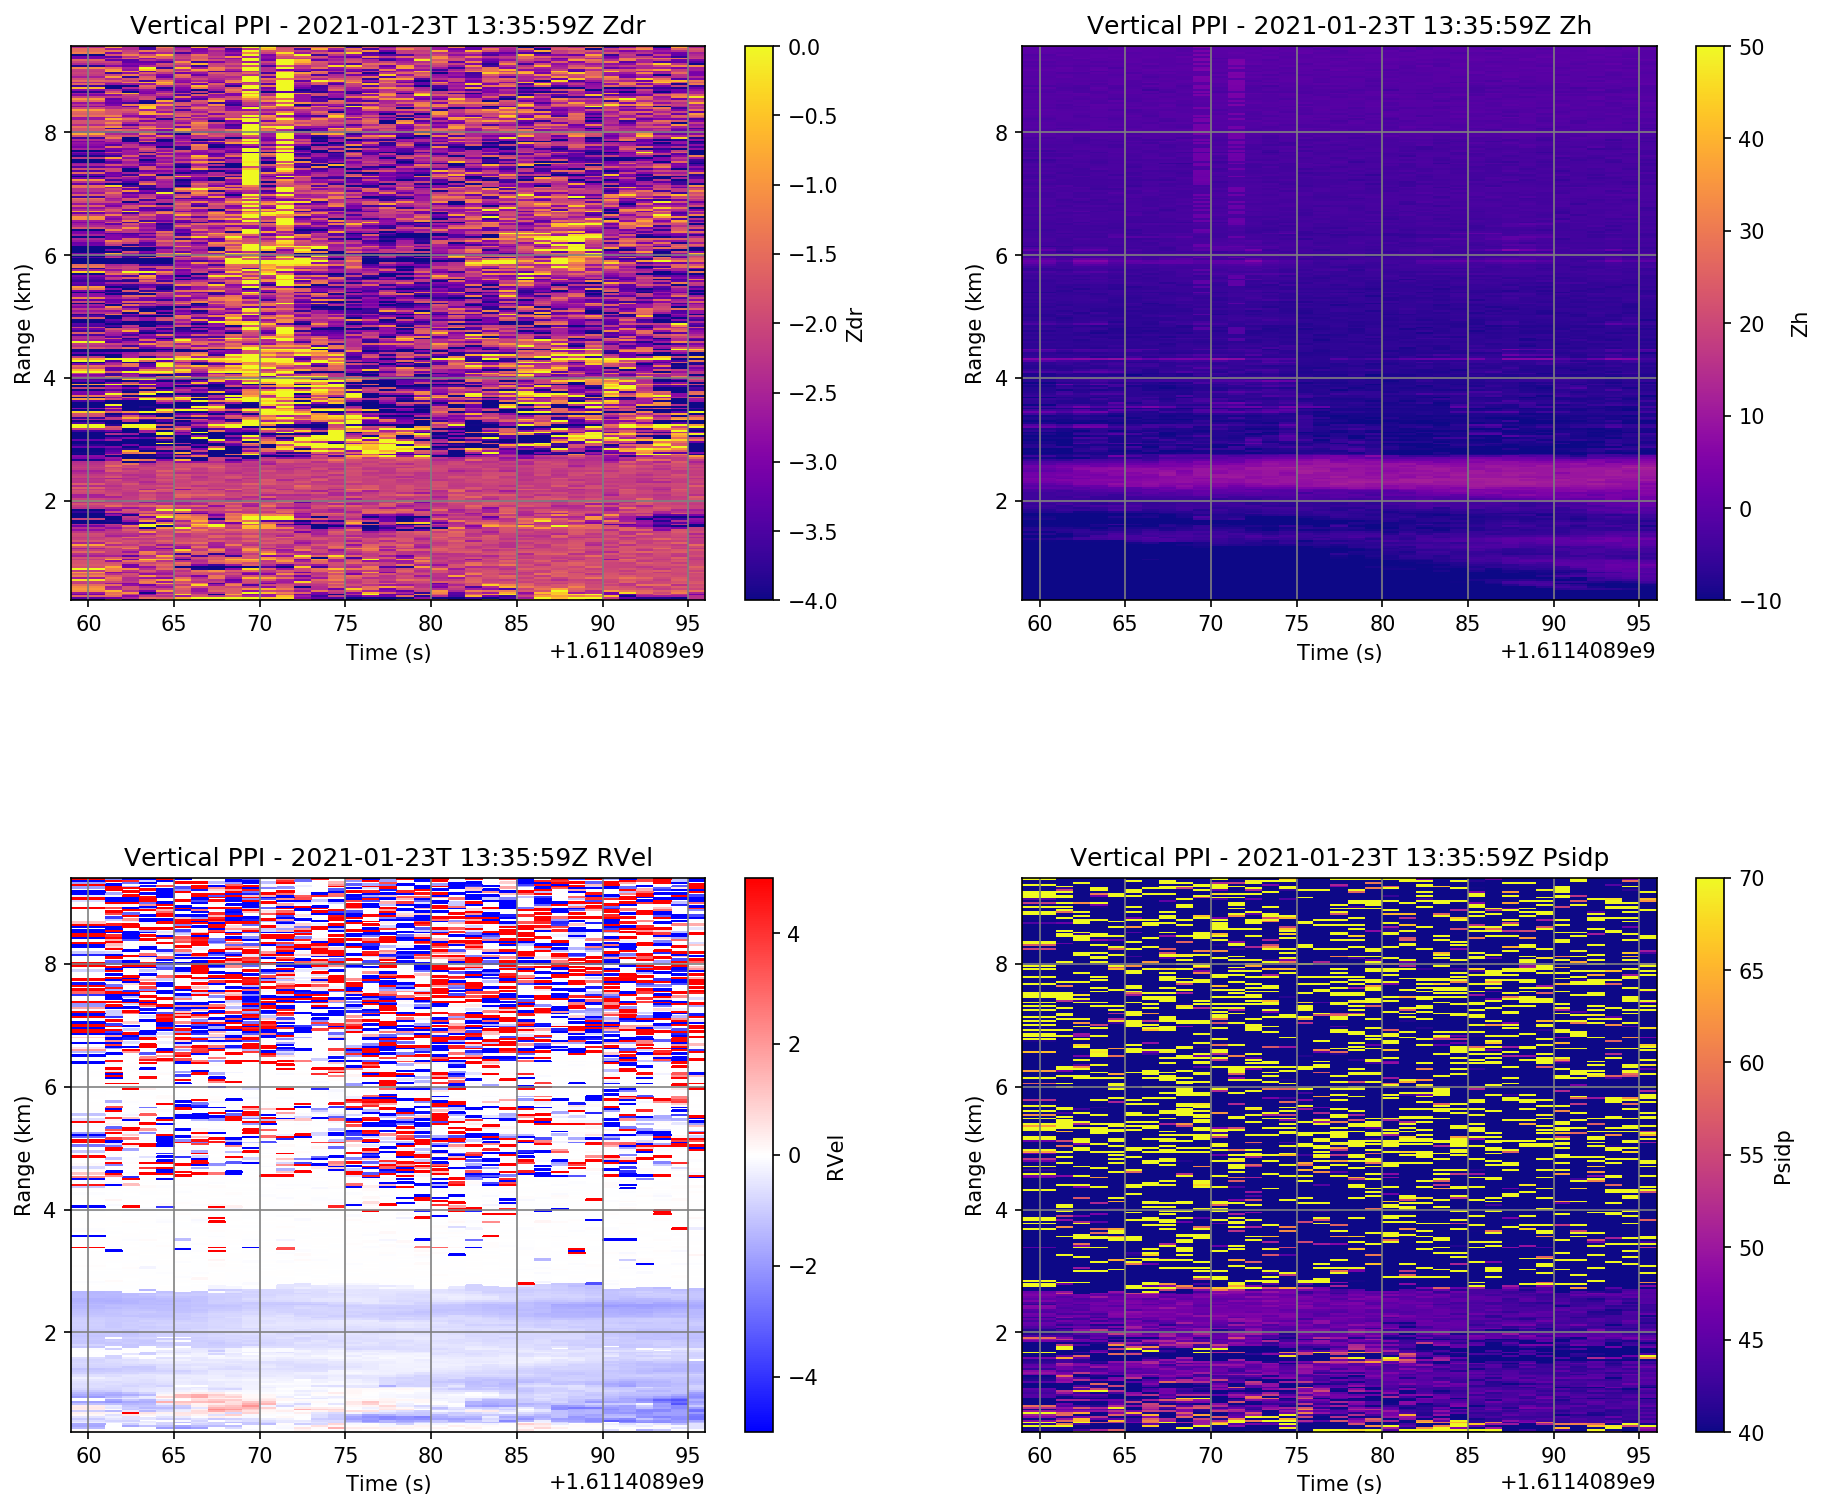 Vertical PPI - 2021-01-23T 13:35:59Z Zdr
Range (km)
8
6
4
2
60 65 70 75 80 85 90 95
Time (s)
+1.6114089e9
0.0
−0.5
−1.0
−1.5
−2.0
−2.5
−3.0
−3.5
−4.0
Zdr
Vertical PPI - 2021-01-23T 13:35:59Z Zh
Range (km)
8
6
4
2
60 65 70 75 80 85 90 95
Time (s)
+1.6114089e9
50
40
30
20
10
0
−10
Zh
Vertical PPI - 2021-01-23T 13:35:59Z RVel
Range (km)
8
6
4
2
60 65 70 75 80 85 90 95
Time (s)
+1.6114089e9
4
2
0
−2
−4
RVel
Vertical PPI - 2021-01-23T 13:35:59Z Psidp
Range (km)
8
6
4
2
60 65 70 75 80 85 90 95
Time (s)
+1.6114089e9
70
65
60
55
50
45
40
Psidp